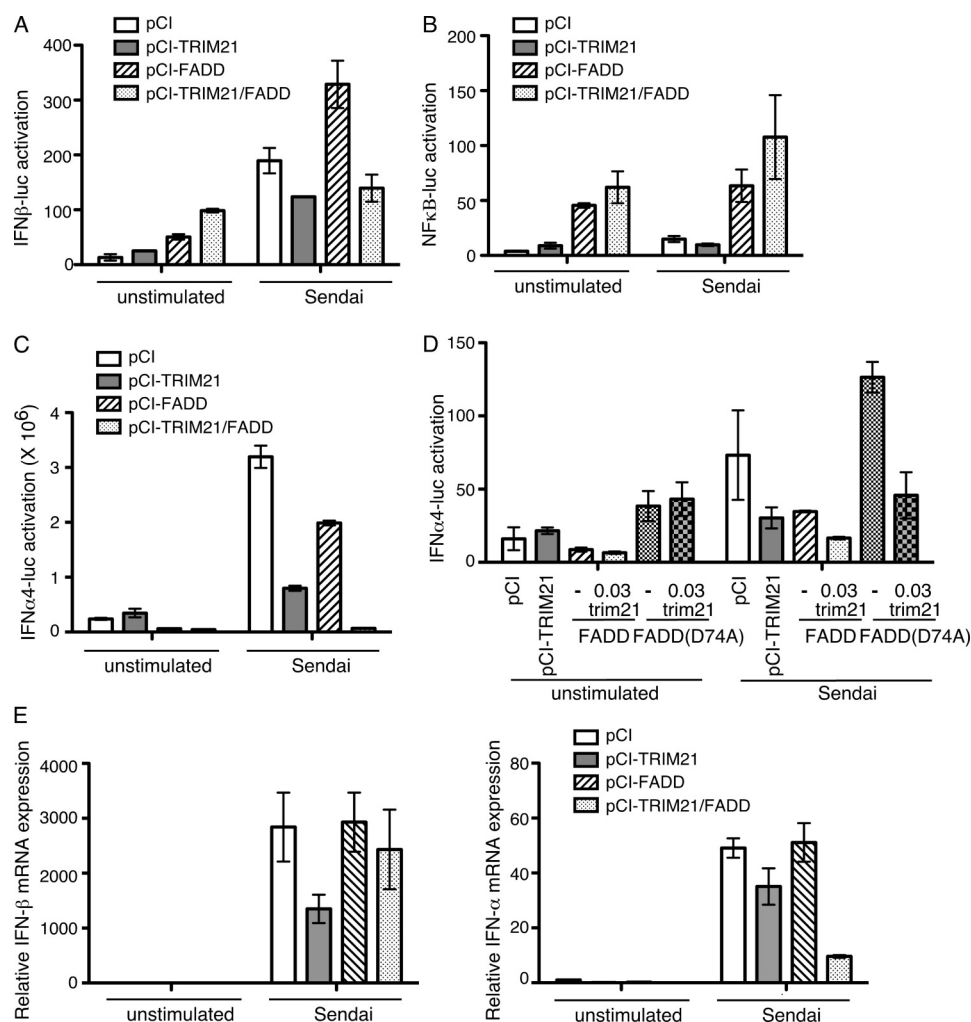 A
pCI
pCI-TRIM21
pCI-FADD
pCI-TRIM21/FADD
IFNβ-luc activation
400
300
200
100
0
unstimulated
Sendai
B
pCI
pCI-TRIM21
pCI-FADD
pCI-TRIM21/FADD
NFκB-luc activation
200
150
100
50
0
unstimulated
Sendai
C
pCI
pCI-TRIM21
pCI-FADD
pCI-TRIM21/FADD
IFNα4-luc activation (X 10⁶)
4
3
2
1
0
unstimulated
Sendai
D
IFNα4-luc activation
150
100
50
0
pCI
pCI-TRIM21
- 0.03 - 0.03
trim21 trim21
FADD FADD(D74A)
unstimulated
pCI
pCI-TRIM21
- 0.03 - 0.03
trim21 trim21
FADD FADD(D74A)
Sendai
E
Relative IFN-β mRNA expression
4000
3000
2000
1000
0
unstimulated
Sendai
pCI
pCI-TRIM21
pCI-FADD
pCI-TRIM21/FADD
Relative IFN-α mRNA expression
80
60
40
20
0
unstimulated
Sendai